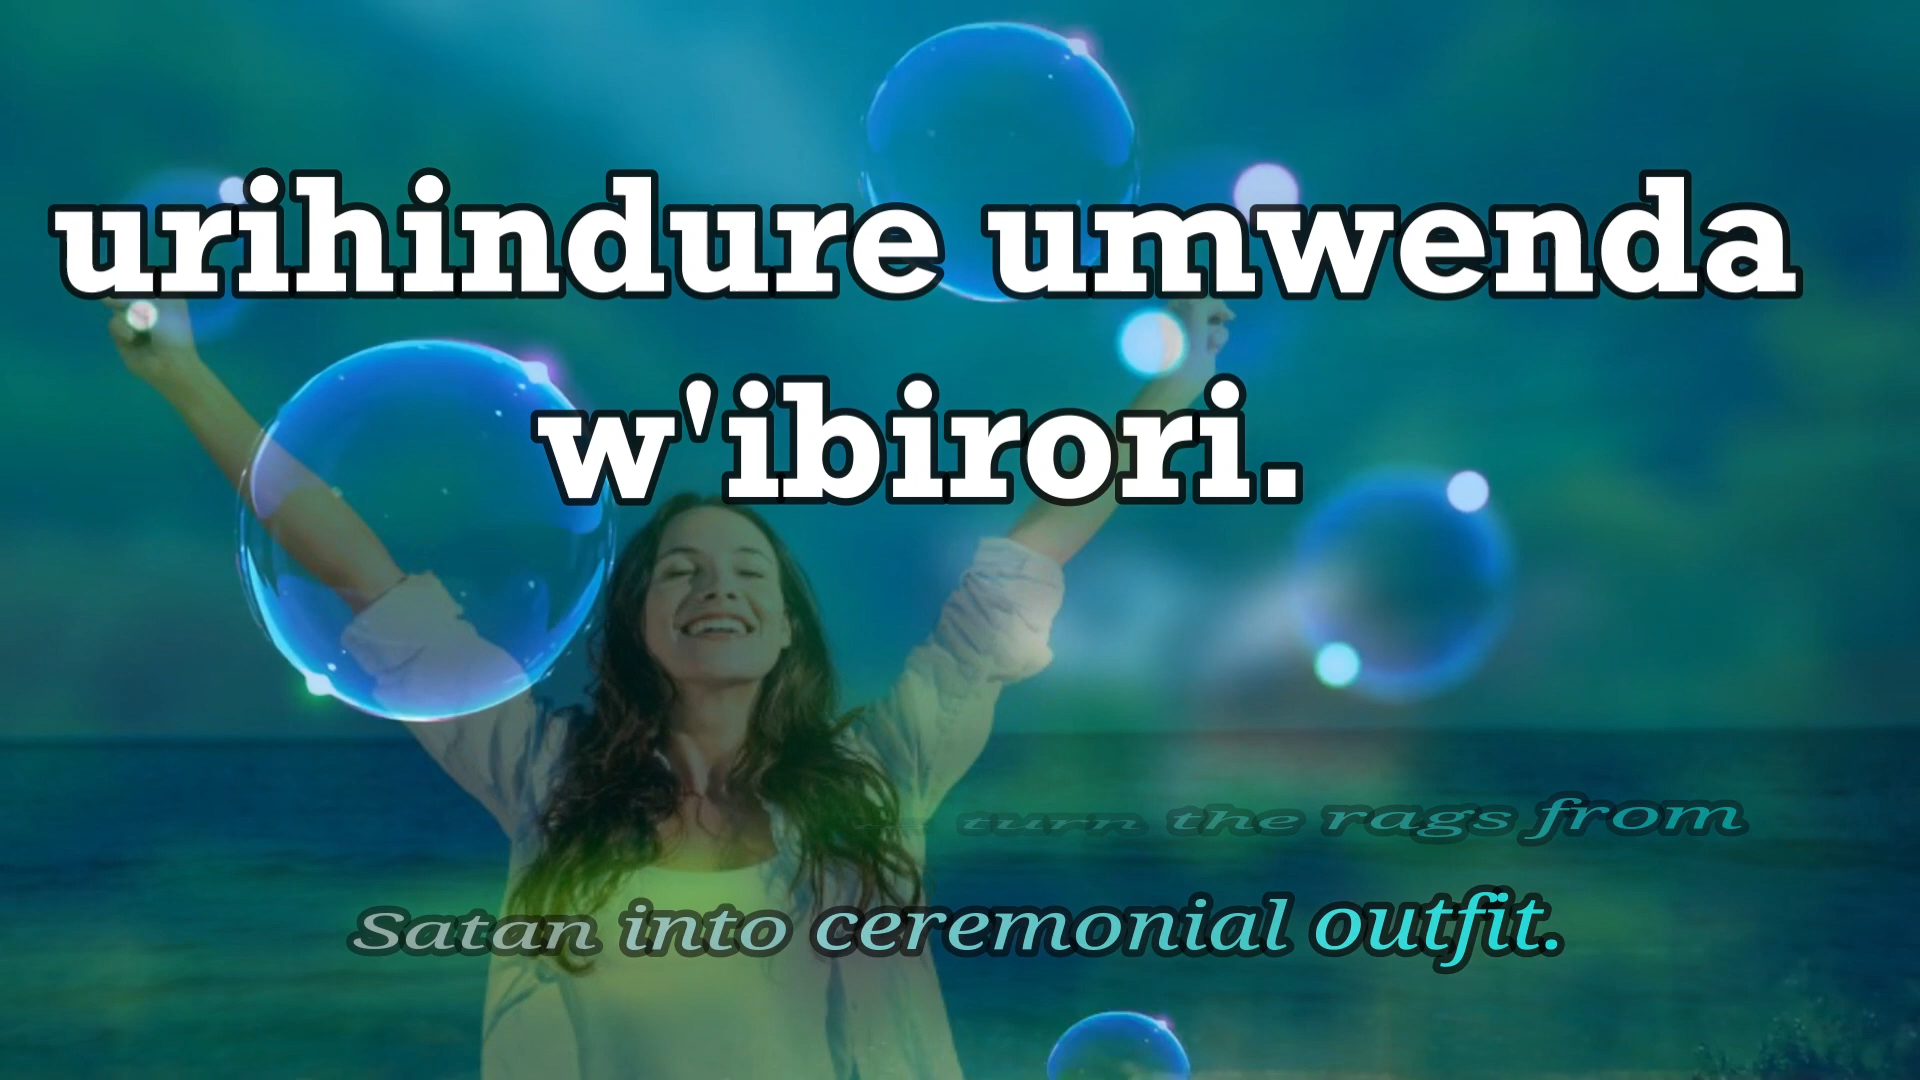 urihindure umwenda
w'ibirori.
turn the rags from
Satan into ceremonial outfit.